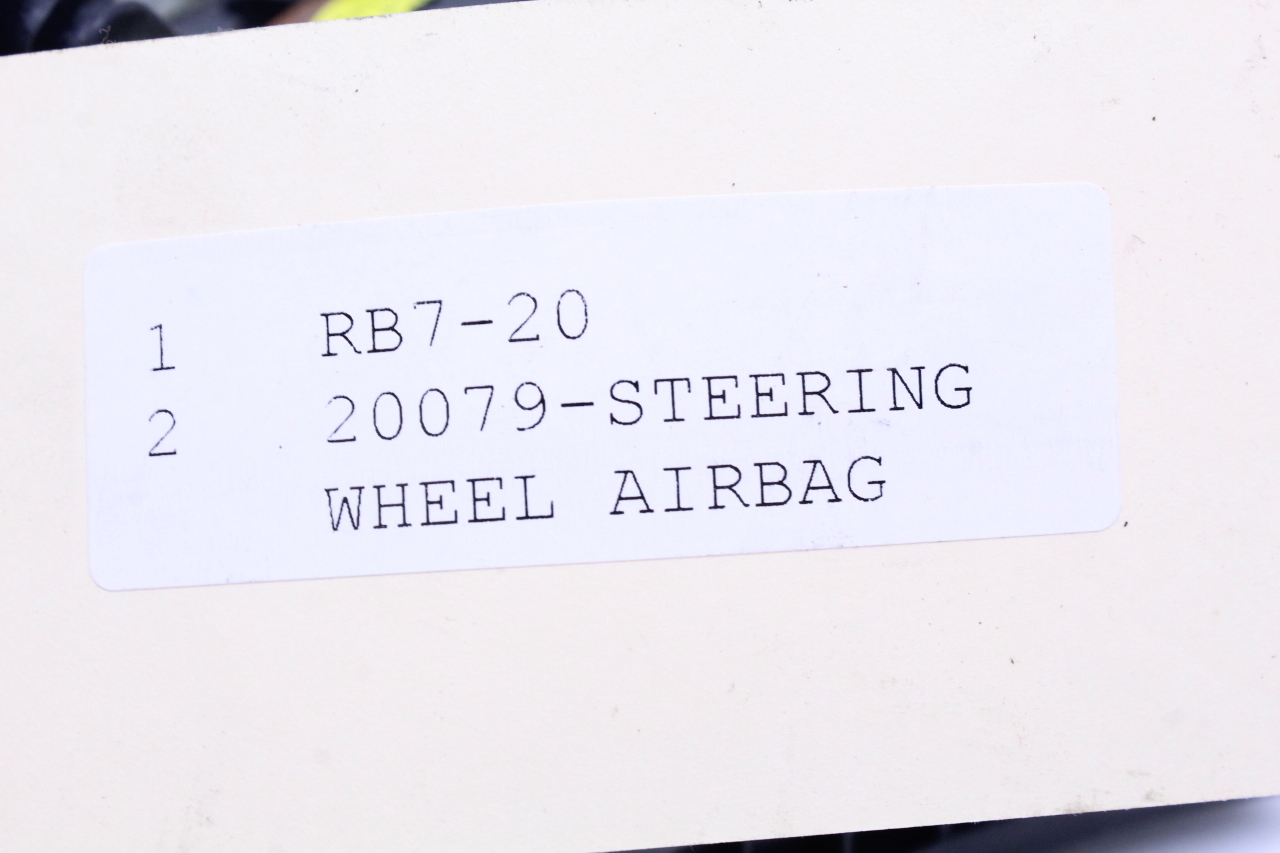 1 RB7-20
2 20079-STEERING
WHEEL AIRBAG